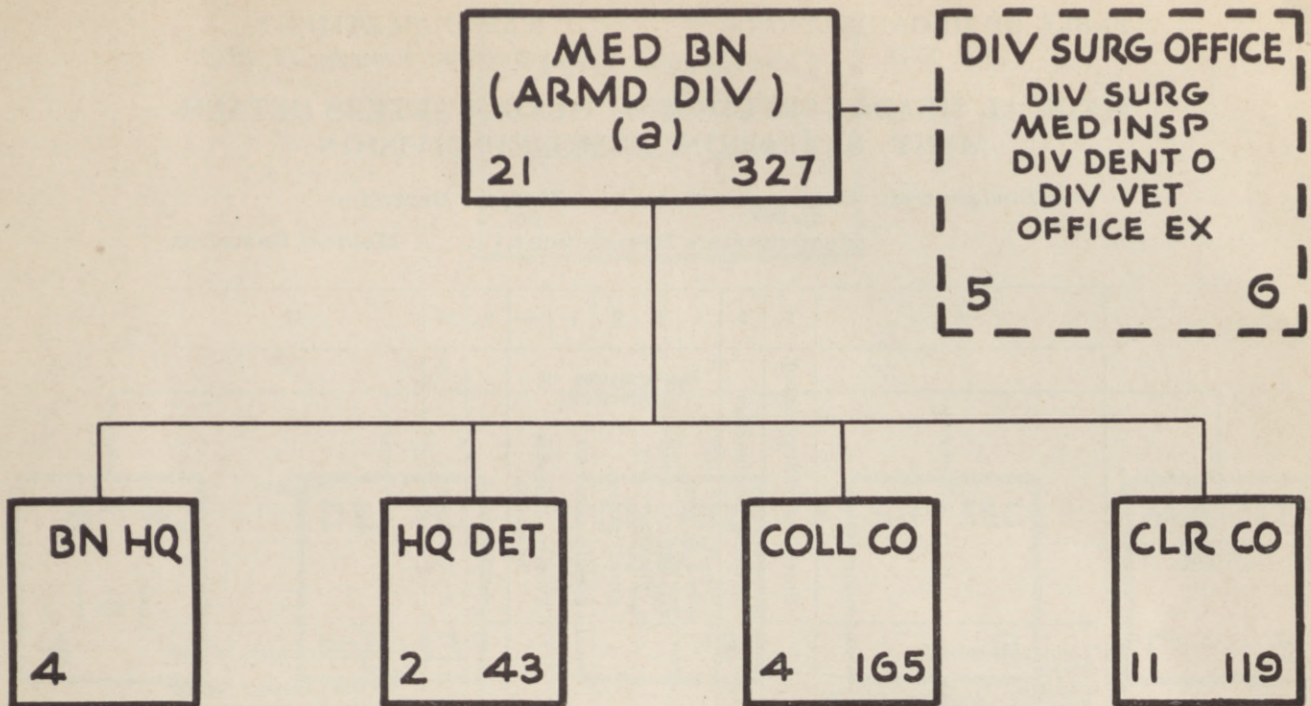 MED BN
(ARMD DIV)
(a)
21 327
DIV SURG OFFICE
DIV SURG
MED INSP
DIV DENT O
DIV VET
OFFICE EX
5 6
BN HQ
4
HQ DET
2 43
COLL CO
4 165
CLR CO
11 119